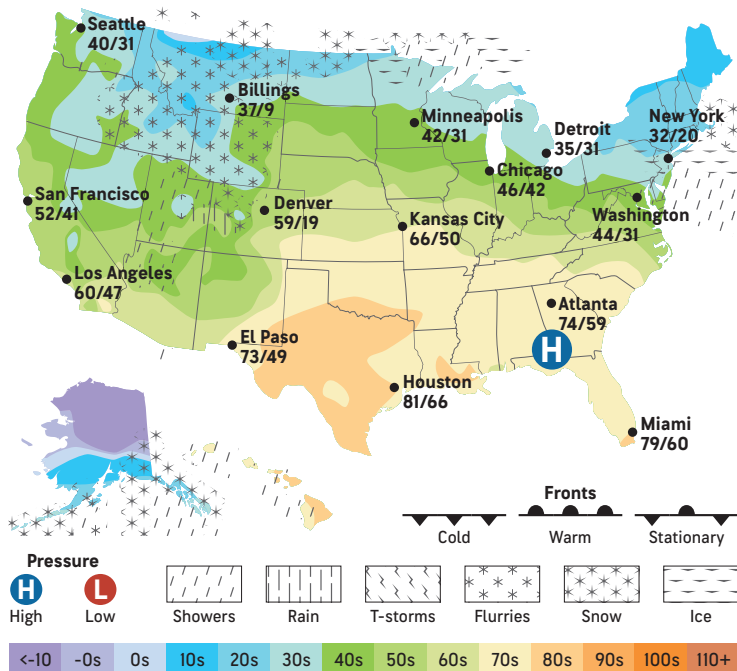 Seattle
40/31
Billings
37/9
Minneapolis
42/31
Detroit
35/31
New York
32/20
San Francisco
52/41
Denver
59/19
Chicago
46/42
Kansas City
66/50
Washington
44/31
Los Angeles
60/47
Atlanta
74/59
El Paso
73/49
H
Houston
81/66
Miami
79/60
Fronts
Cold Warm Stationary
Pressure
H L
High Low Showers Rain T-storms Flurries Snow Ice
<-10 -0s 0s 10s 20s 30s 40s 50s 60s 70s 80s 90s 100s 110+